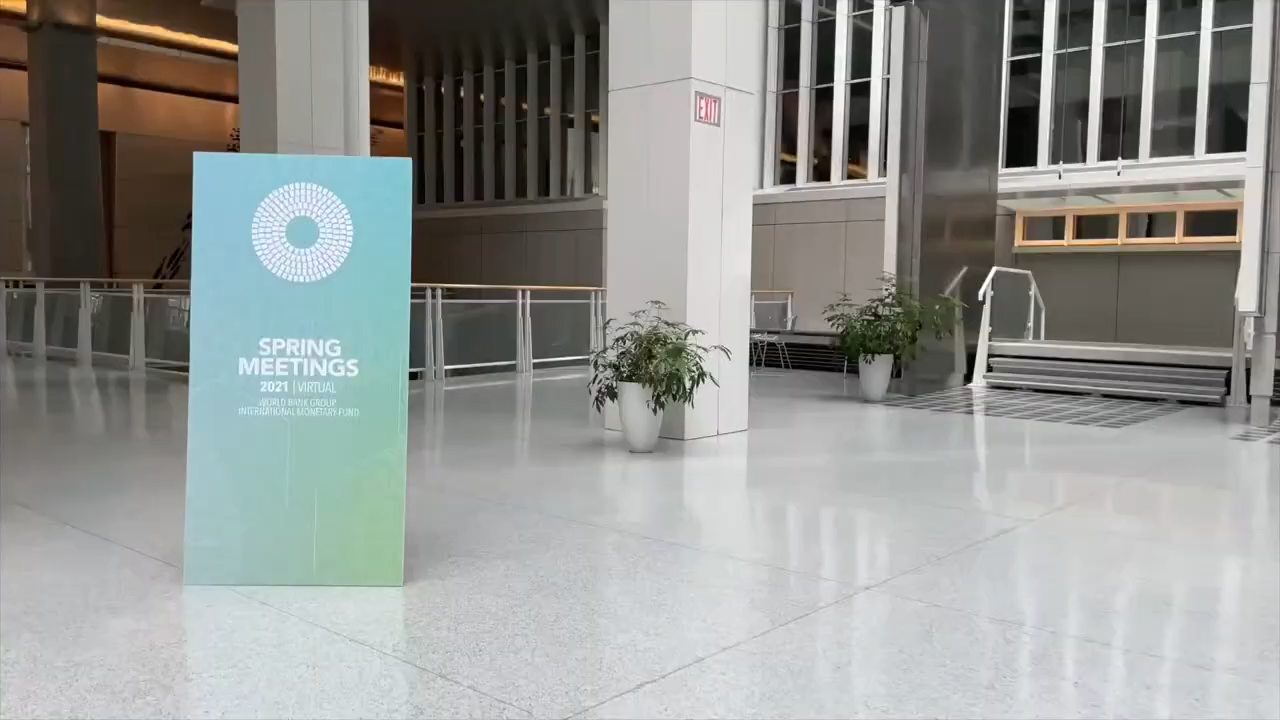 EXIT
SPRING
MEETINGS
2021 | VIRTUAL
WORLD BANK GROUP
INTERNATIONAL MONETARY FUND